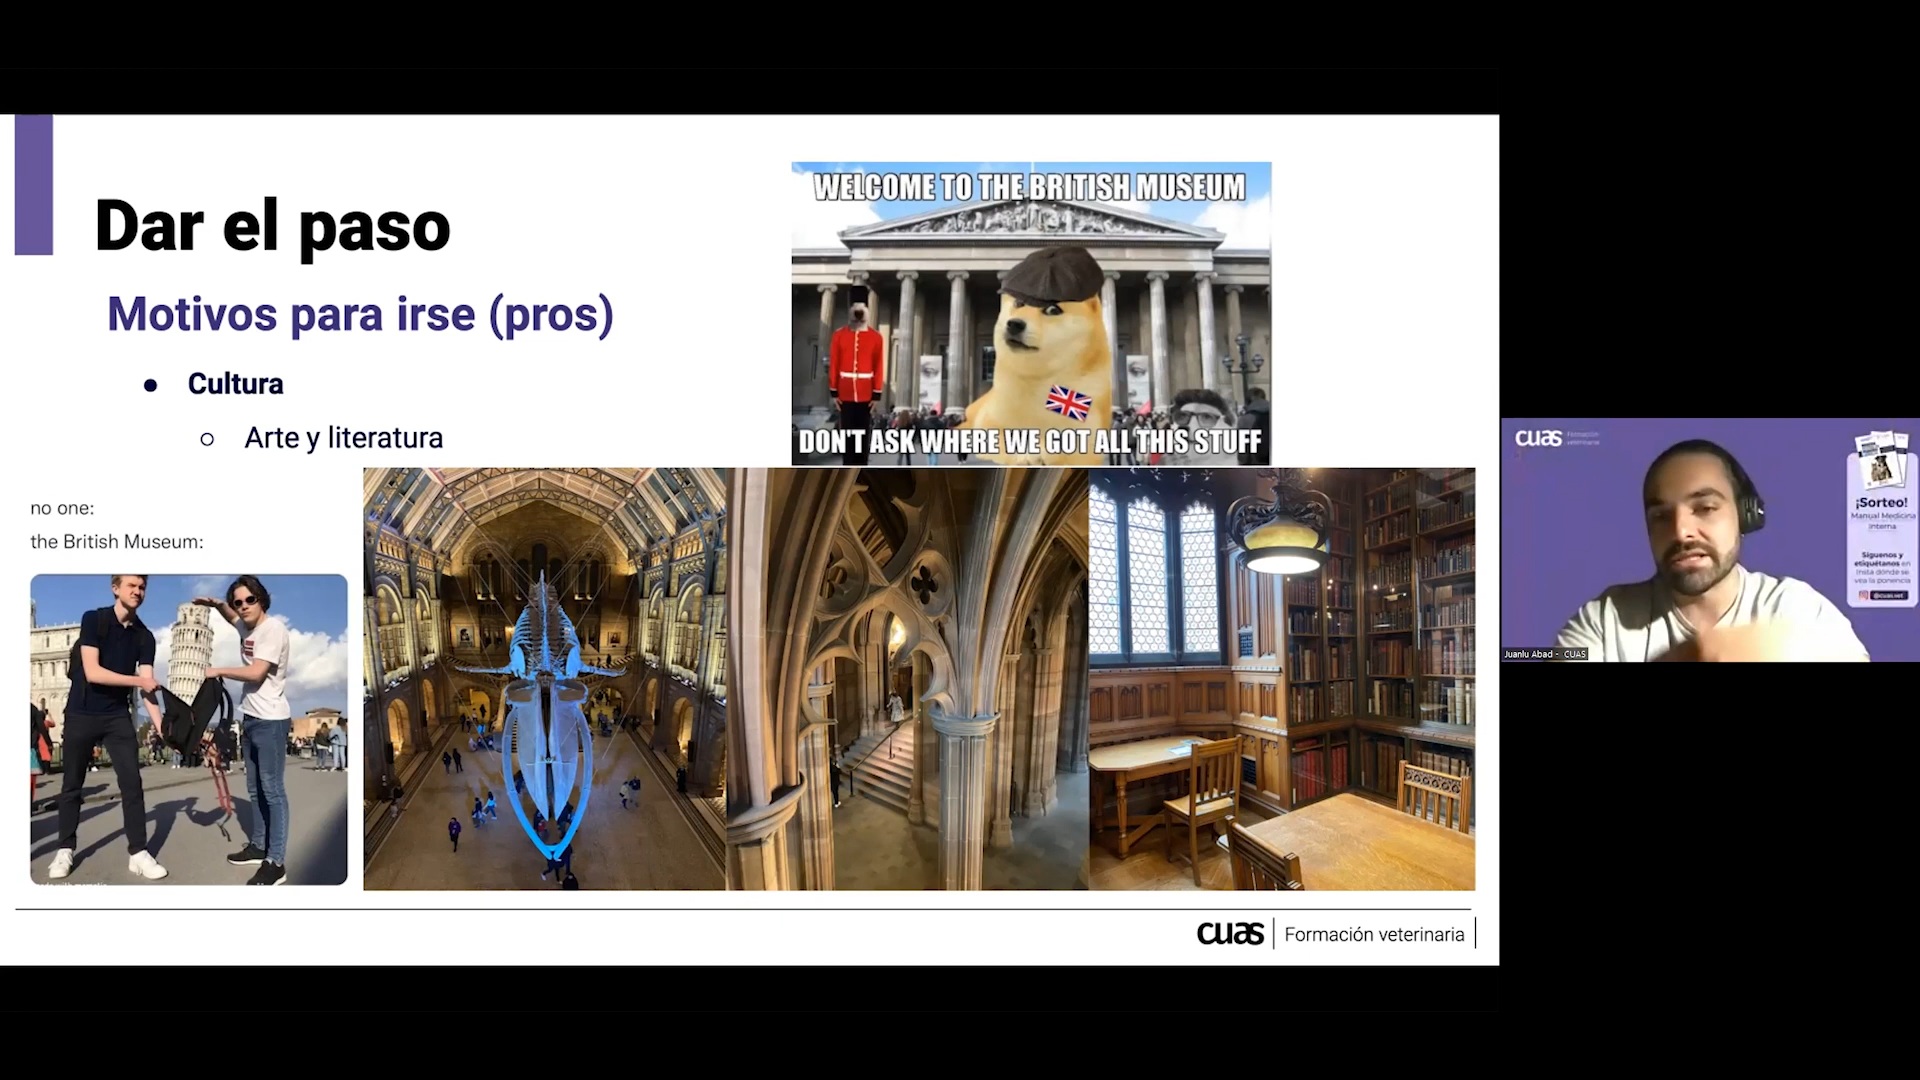 Dar el paso
Motivos para irse (pros)
Cultura
Arte y literatura
WELCOME TO THE BRITISH MUSEUM
DON'T ASK WHERE WE GOT ALL THIS STUFF
no one:
the British Museum:
cuas
Formación veterinaria
cuas Formación
veterinaria
¡Sorteo!
Manual Medicina
Interna
Síguenos y
etiquétanos en
Insta dónde se
vea la ponencia
@cuas.vet
Juanlu Abad - CUAS